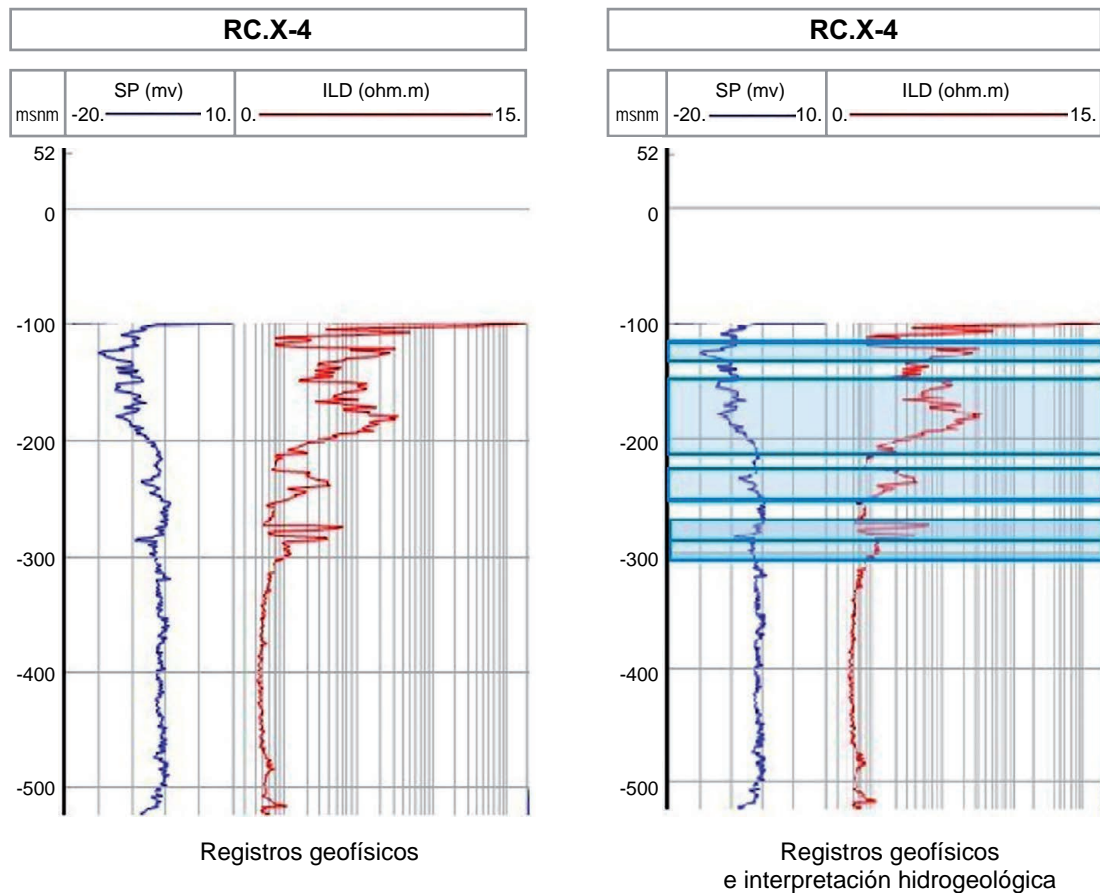 RC.X-4
msnm
SP (mv)
-20. 10.
ILD (ohm.m)
0. 15.
52
0
-100
-200
-300
-400
-500
Registros geofísicos
RC.X-4
msnm
SP (mv)
-20. 10.
ILD (ohm.m)
0. 15.
52
0
-100
-200
-300
-400
-500
Registros geofísicos
e interpretación hidrogeológica